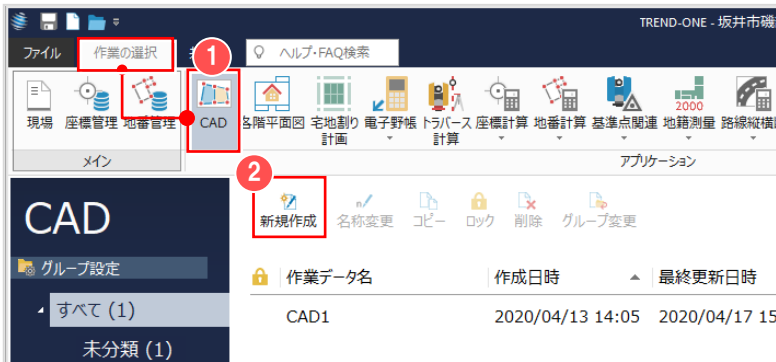 TREND-ONE - 坂井市磯
ファイル 作業の選択 ヘルプ・FAQ検索
1
現場 座標管理 地番管理 CAD 各階平面図 宅地割り計画 電子野帳 トラバース計算 座標計算 地番計算 基準点関連 地籍測量 路線縦横
2000
メイン アプリケーション
2
CAD
新規作成 名称変更 コピー ロック 削除 グループ変更
グループ設定
作業データ名 作成日時 最終更新日時
すべて (1)
CAD1 2020/04/13 14:05 2020/04/17 15
未分類 (1)